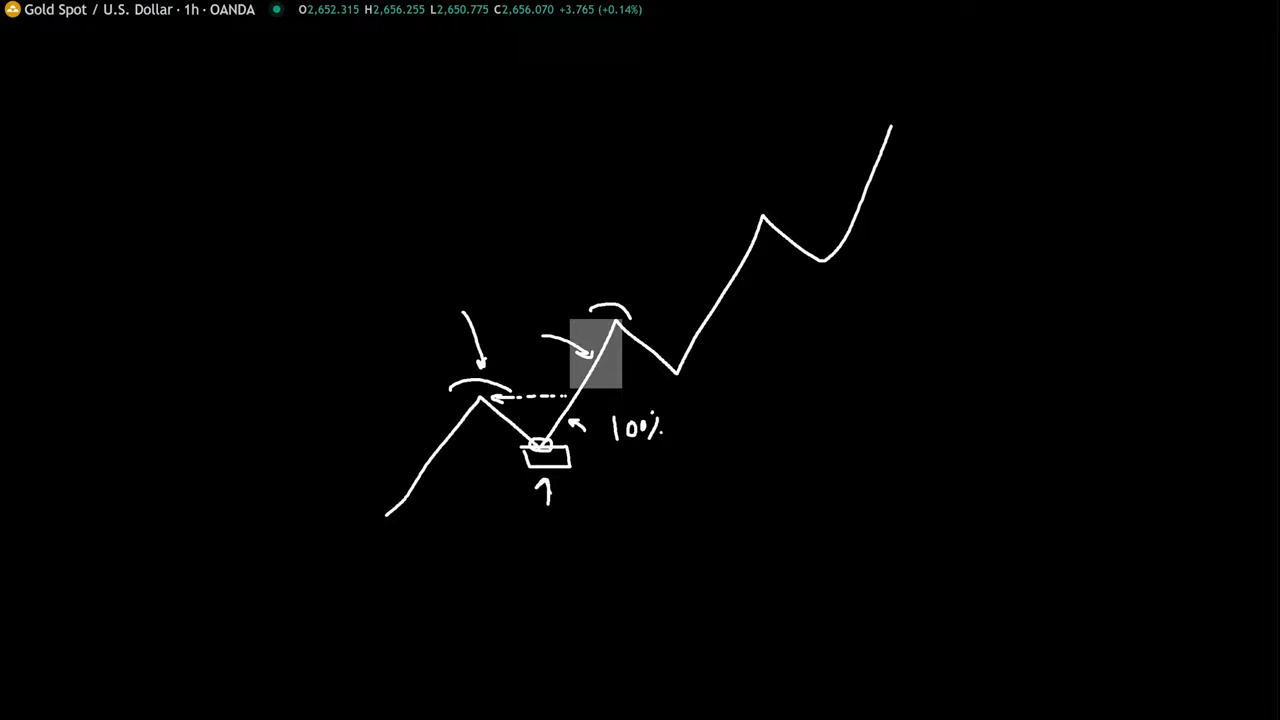 Gold Spot / U.S. Dollar · 1h · OANDA O2,652.315 H2,656.255 L2,650.775 C2,656.070 +3.765 (+0.14%)
100%